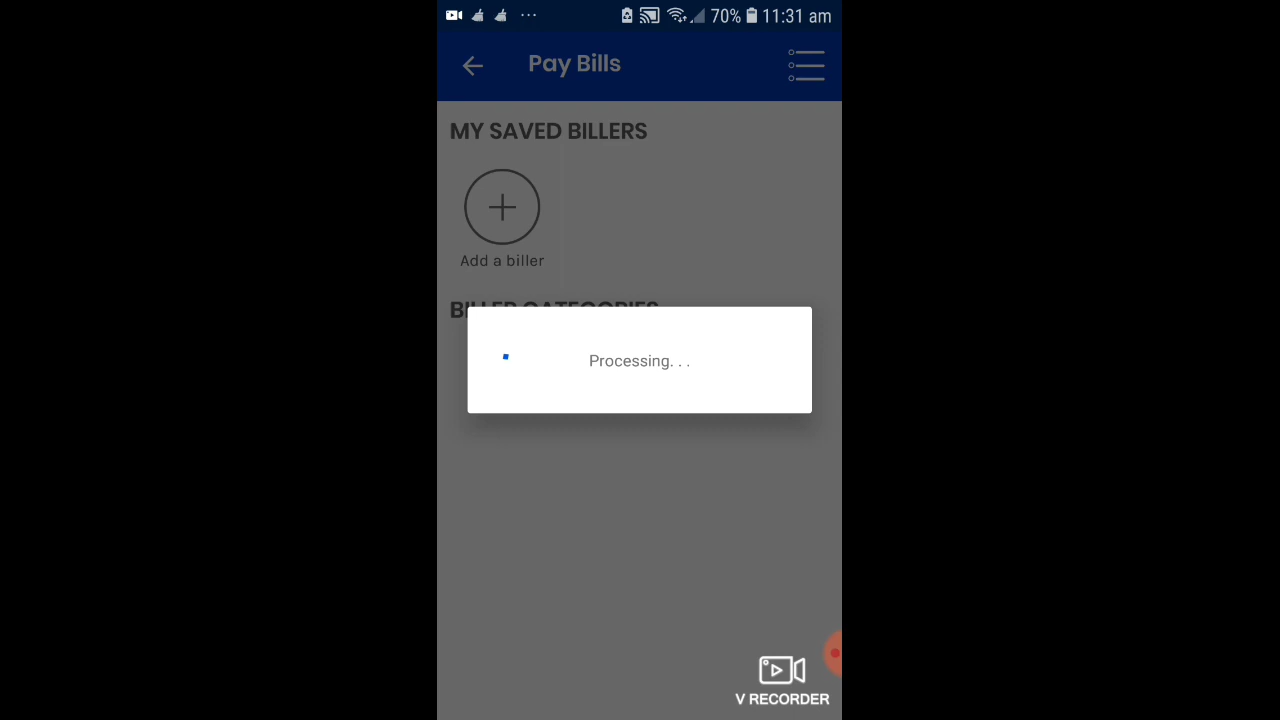 70% 11:31 am
Pay Bills
MY SAVED BILLERS
Add a biller
BILLER CATEGORIES
Processing. . .
V RECORDER